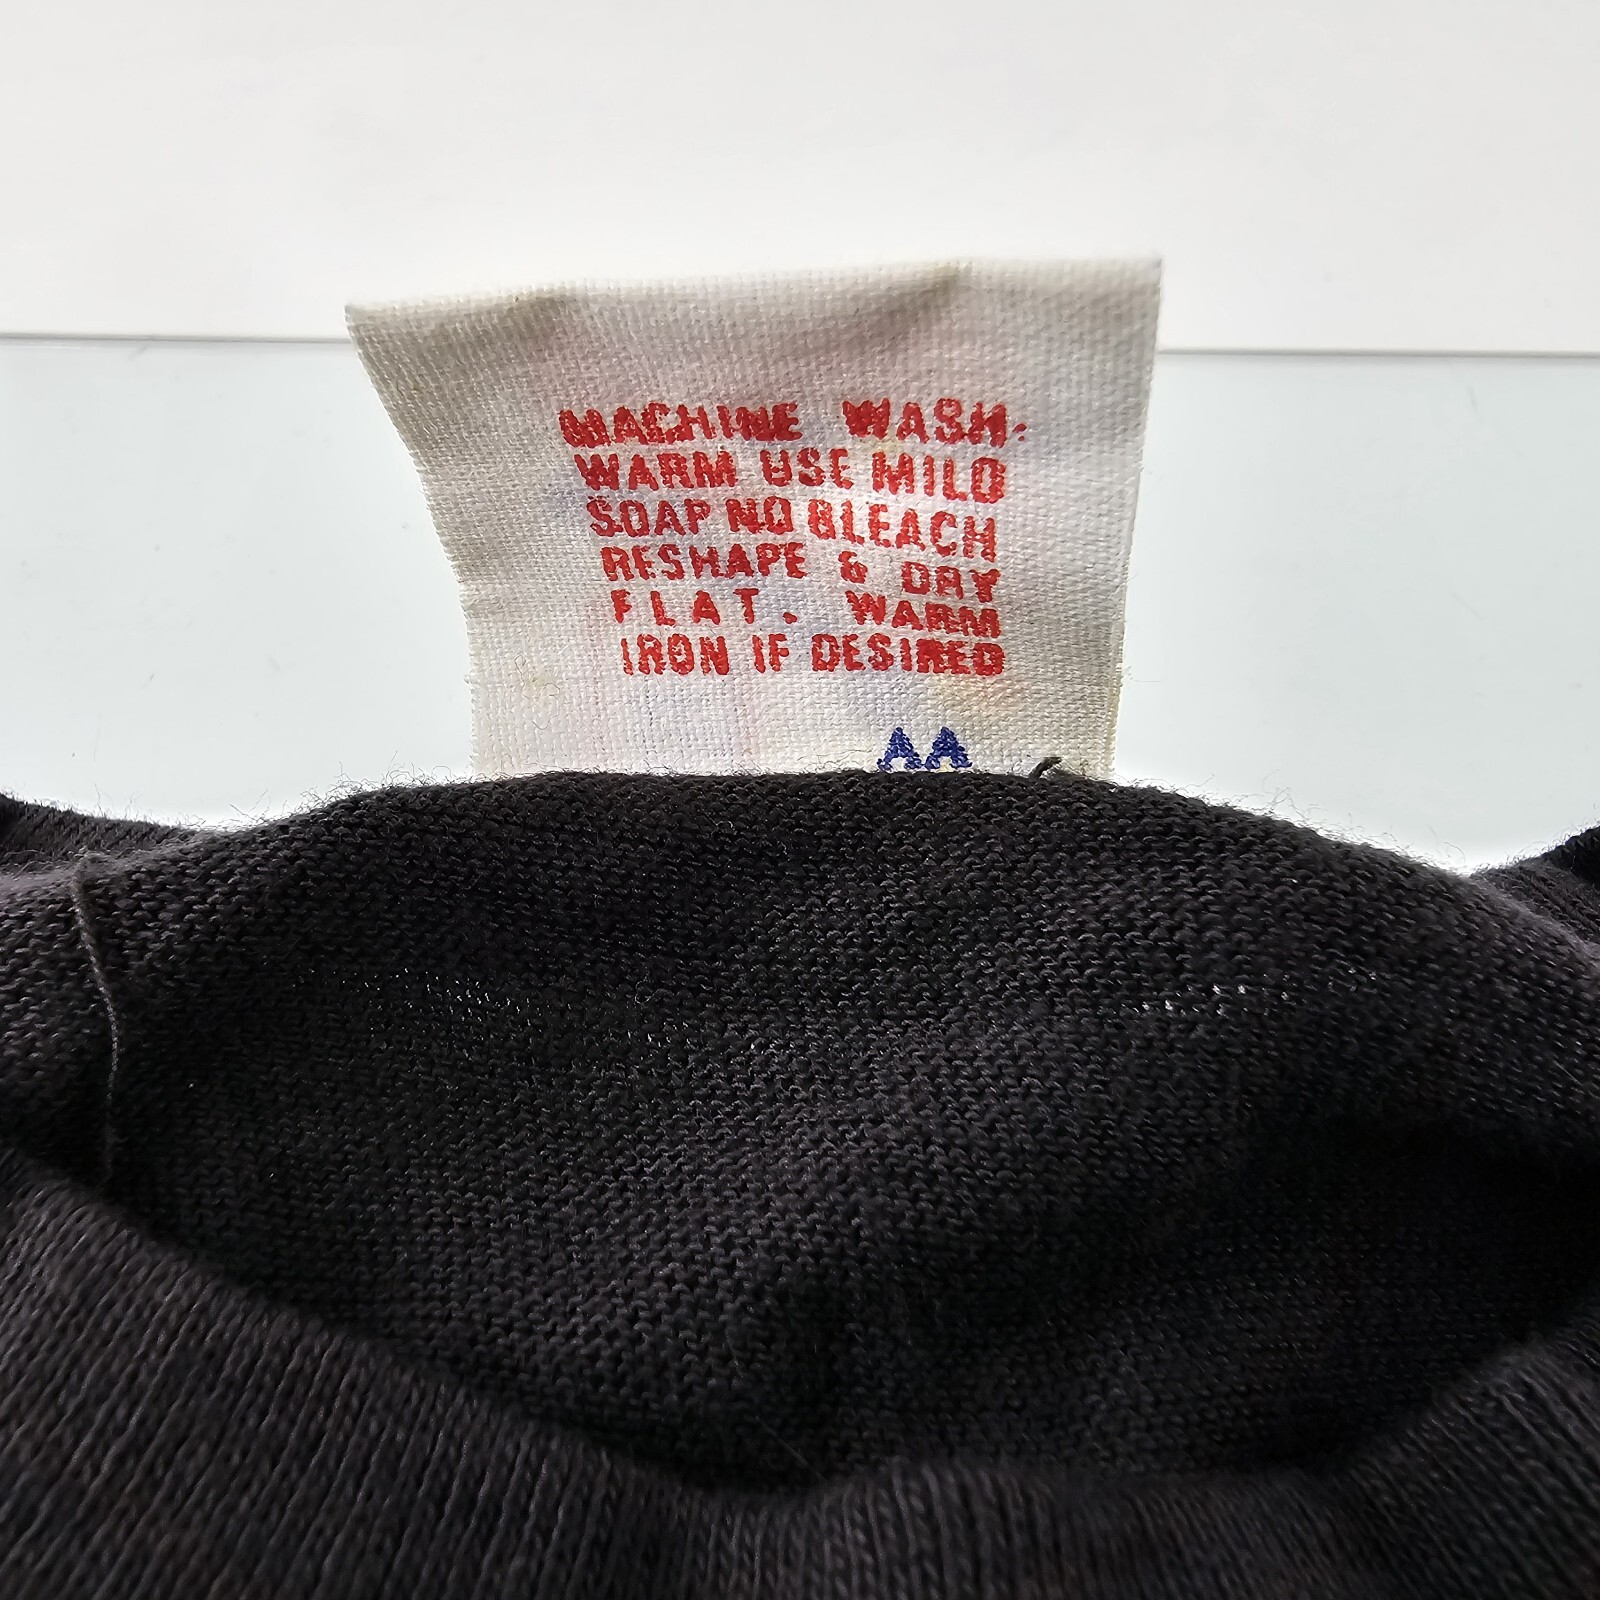 MACHINE WASH:
WARM USE MILD
SOAP NO BLEACH
RESHAPE & DRY
FLAT. WARM
IRON IF DESIRED